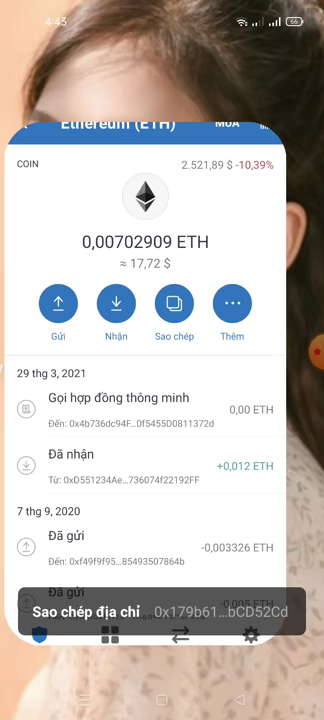 4:43
66
Ethereum (ETH)
MUA
COIN
2.521,89 $ -10,39%
0,00702909 ETH
≈ 17,72 $
Gửi
Nhận
Sao chép
Thêm
29 thg 3, 2021
Gọi hợp đồng thông minh
0,00 ETH
Đến: 0x4b736dc94F...0f5455D0811372d
Đã nhận
+0,012 ETH
Từ: 0xD551234Ae...736074f22192FF
7 thg 9, 2020
Đã gửi
-0,003326 ETH
Đến: 0xf49f9f95...85493507864b
Đã gửi
-0,005 ETH
Sao chép địa chỉ
0x179b61...bCD52Cd